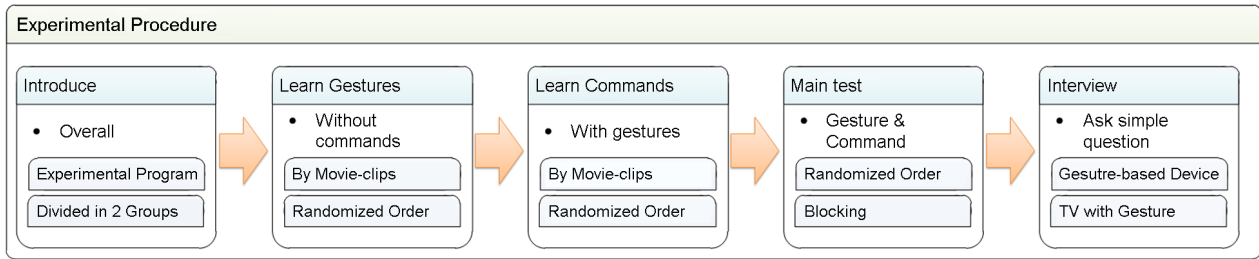 Experimental Procedure
Introduce
• Overall
Experimental Program
Divided in 2 Groups
Learn Gestures
• Without
commands
By Movie-clips
Randomized Order
Learn Commands
• With gestures
By Movie-clips
Randomized Order
Main test
• Gesture &
Command
Randomized Order
Blocking
Interview
• Ask simple
question
Gesutre-based Device
TV with Gesture